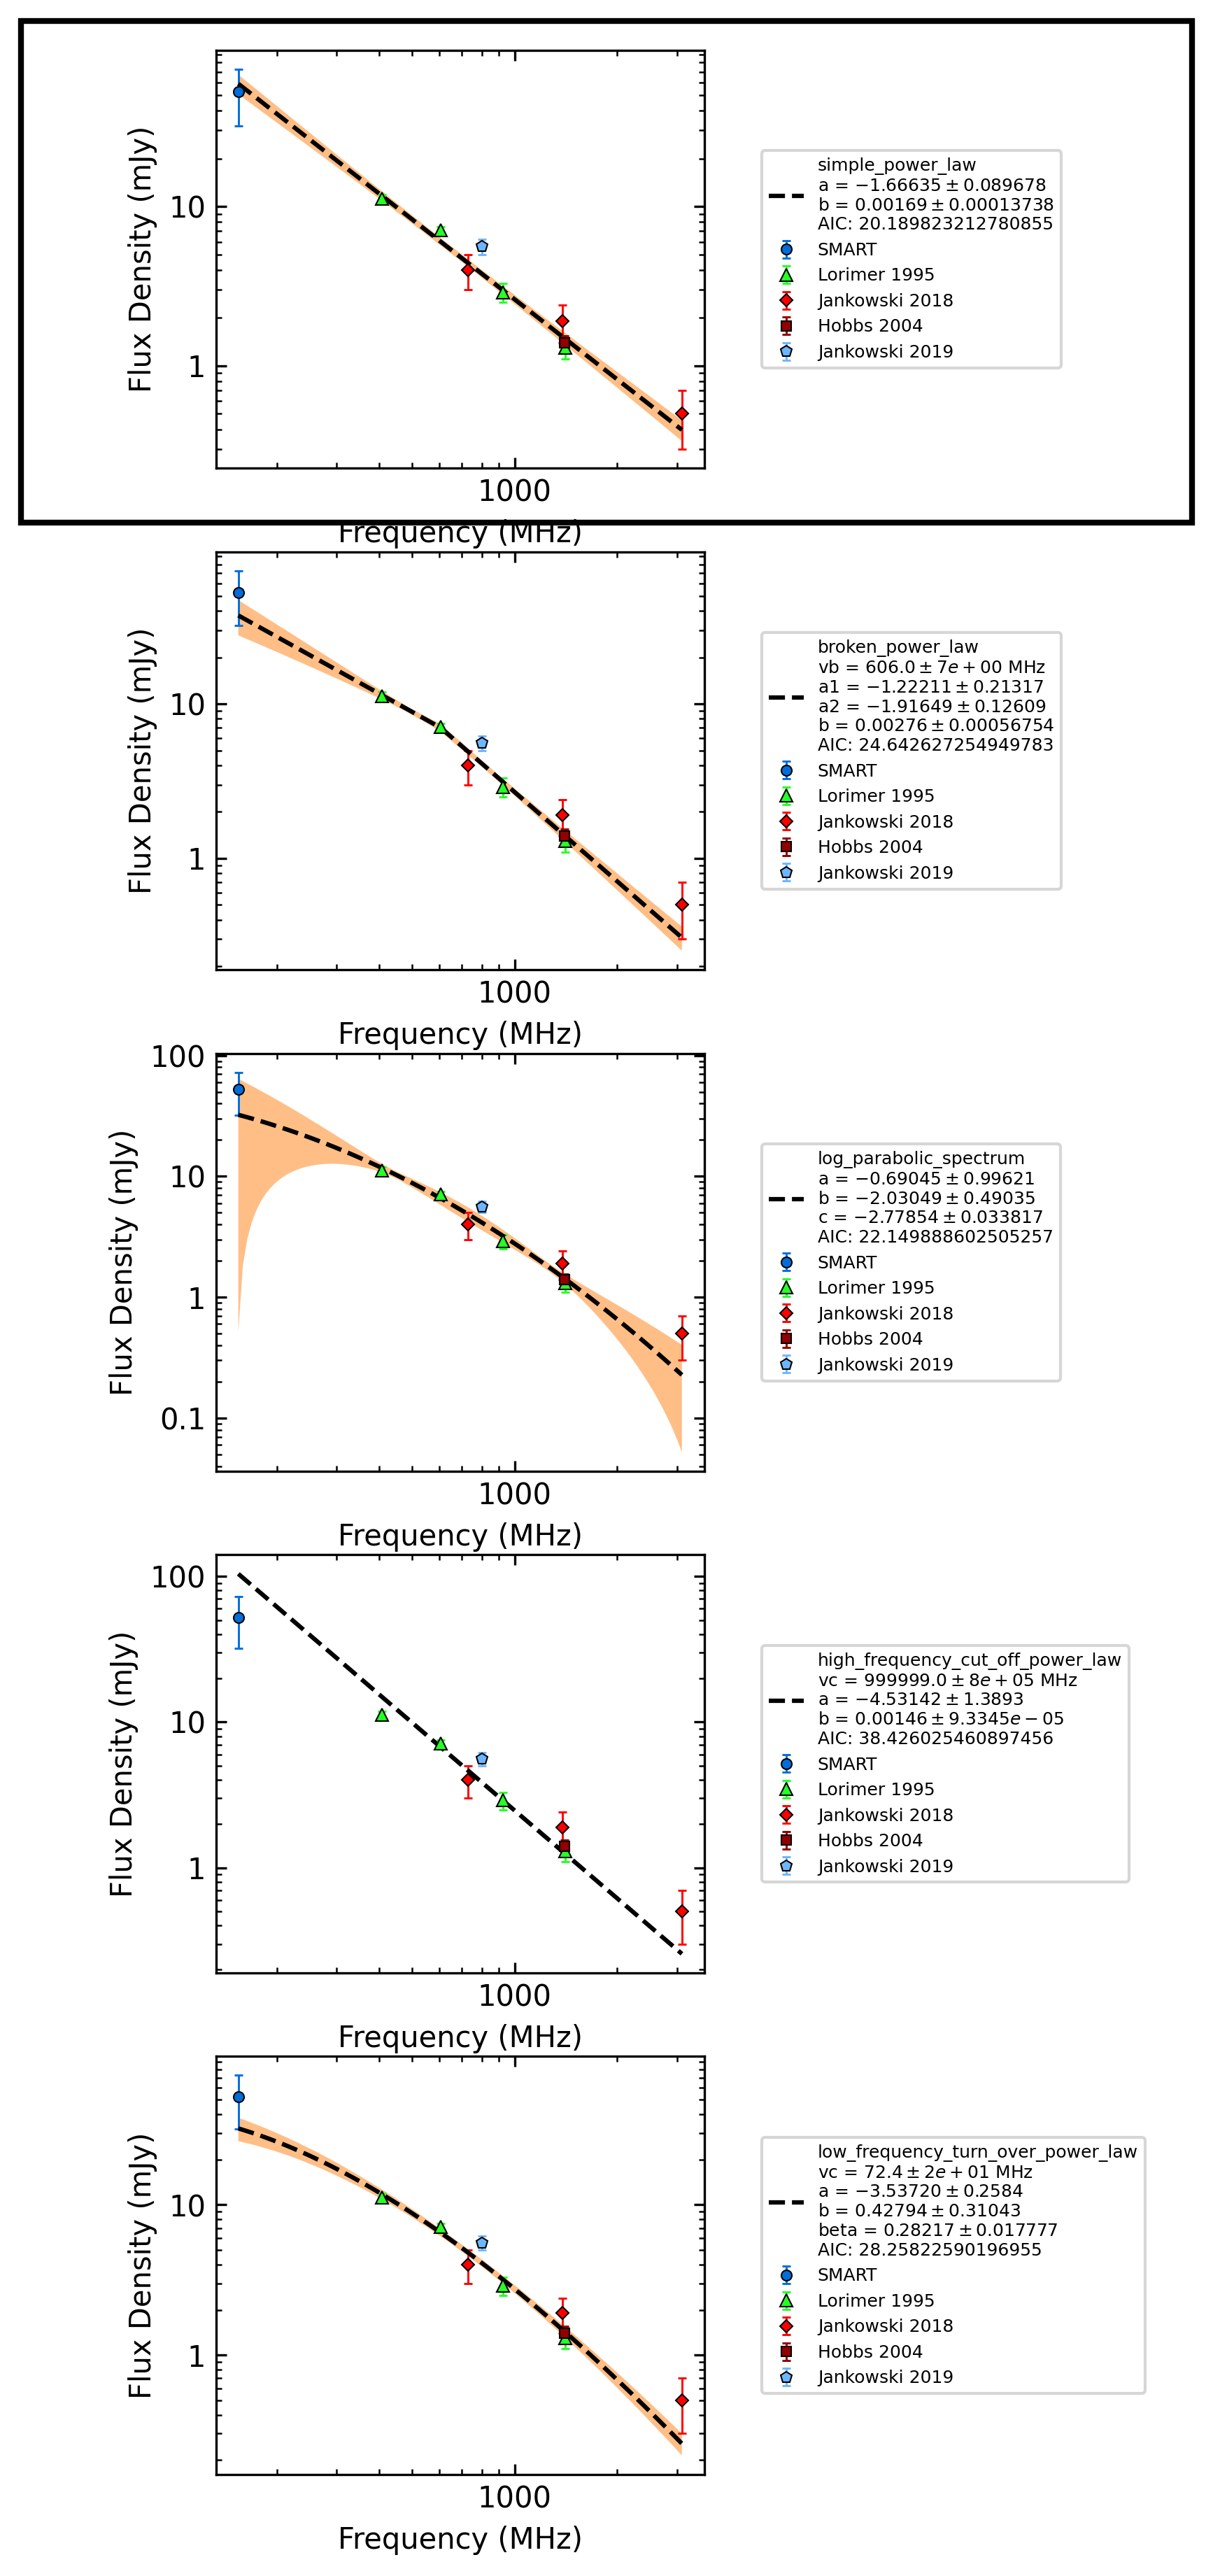 10
1
Flux Density (mJy)
1000
Frequency (MHz)
simple_power_law
a = −1.66635 ± 0.089678
b = 0.00169 ± 0.00013738
AIC: 20.189823212780855
SMART
Lorimer 1995
Jankowski 2018
Hobbs 2004
Jankowski 2019
10
1
Flux Density (mJy)
1000
Frequency (MHz)
broken_power_law
vb = 606.0 ± 7e + 00 MHz
a1 = −1.22211 ± 0.21317
a2 = −1.91649 ± 0.12609
b = 0.00276 ± 0.00056754
AIC: 24.642627254949783
SMART
Lorimer 1995
Jankowski 2018
Hobbs 2004
Jankowski 2019
100
10
1
0.1
Flux Density (mJy)
1000
Frequency (MHz)
log_parabolic_spectrum
a = −0.69045 ± 0.99621
b = −2.03049 ± 0.49035
c = −2.77854 ± 0.033817
AIC: 22.149888602505257
SMART
Lorimer 1995
Jankowski 2018
Hobbs 2004
Jankowski 2019
100
10
1
Flux Density (mJy)
1000
Frequency (MHz)
high_frequency_cut_off_power_law
vc = 999999.0 ± 8e + 05 MHz
a = −4.53142 ± 1.3893
b = 0.00146 ± 9.3345e − 05
AIC: 38.426025460897456
SMART
Lorimer 1995
Jankowski 2018
Hobbs 2004
Jankowski 2019
10
1
Flux Density (mJy)
1000
Frequency (MHz)
low_frequency_turn_over_power_law
vc = 72.4 ± 2e + 01 MHz
a = −3.53720 ± 0.2584
b = 0.42794 ± 0.31043
beta = 0.28217 ± 0.017777
AIC: 28.25822590196955
SMART
Lorimer 1995
Jankowski 2018
Hobbs 2004
Jankowski 2019